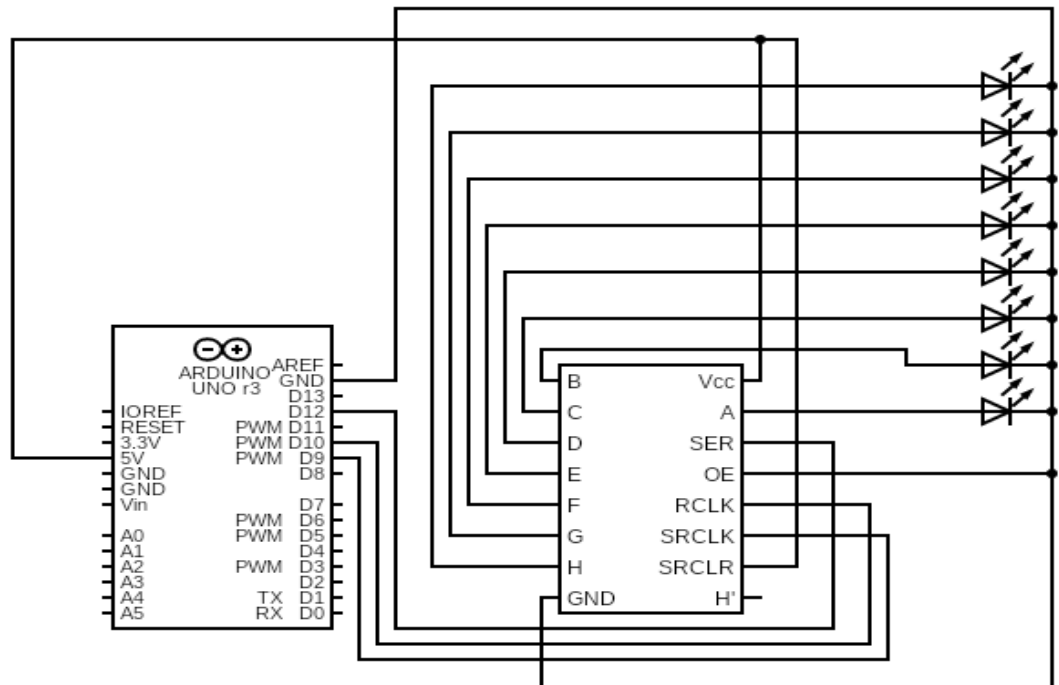 ARDUINO
UNO r3
AREF
GND
D13
IOREF D12
RESET PWM D11
3.3V PWM D10
5V PWM D9
GND D8
GND
Vin D7
PWM D6
A0 PWM D5
A1 D4
A2 PWM D3
A3 D2
A4 TX D1
A5 RX D0
B Vcc
C A
D SER
E OE
F RCLK
G SRCLK
H SRCLR
GND H'